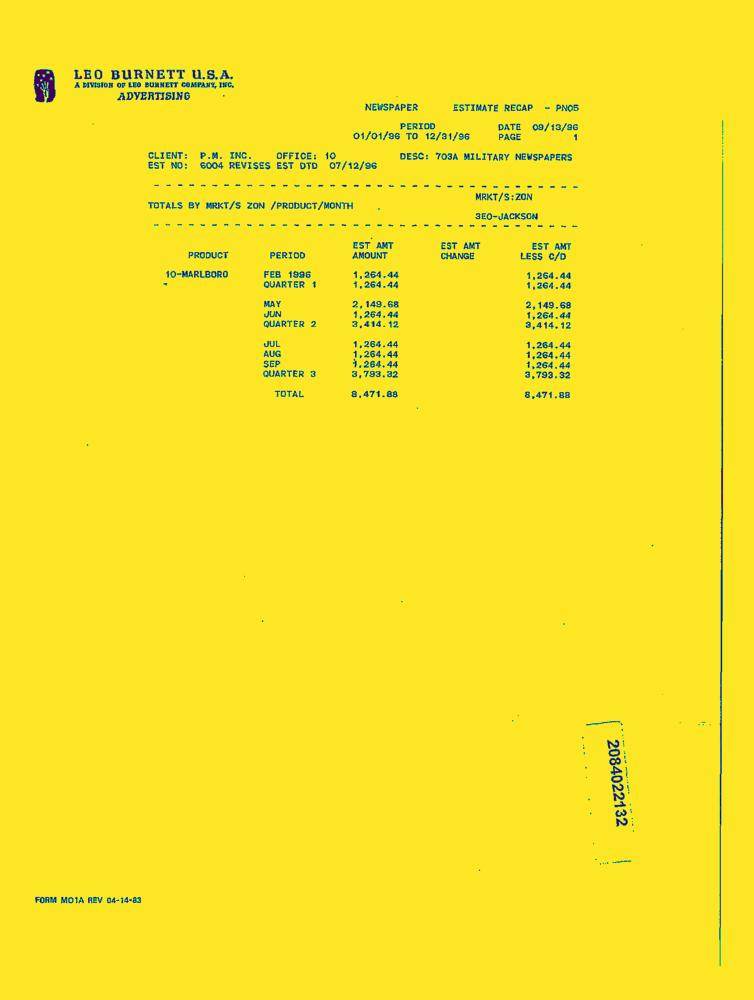 LEO BURNETT U.S.A.
A DIVISION OF LEO BURNETT COMPANY, INC.
ADVERTISING
NEWSPAPER ESTIMATE RECAP - PNO5
PERIOD DATE 09/13/96
01/01/96 TO 12/31/96 PAGE 1
CLIENT: P.M. INC. OFFICE: 10 DESC: 703A MILITARY NEWSPAPERS
EST NO: 6004 REVISES EST DTD 07/12/96
MRKT/S:ZON
TOTALS BY MRKT/S ZON /PRODUCT/MONTH
3EO-JACKSON
EST AMT EST AMT EST AMT
PRODUCT PERIOD AMOUNT CHANGE LESS C/D
10-MARLBORO FEB 1996 1,264.44 1,264.44
QUARTER 1 1,264.44 1,264.44
MAY 2,149.68 2,149.68
JUN 1,264.44 1,264.44
QUARTER 2 3,414.12 3,414.12
JUL 1,264.44 1,264.44
AUG 1,264.44 1,264.44
SEP 1,264.44 1,264.44
QUARTER 3 3,793.32 3,793.32
TOTAL 8,471.88 8,471.88
2084022132
FORM MO1A REV 04-14-83